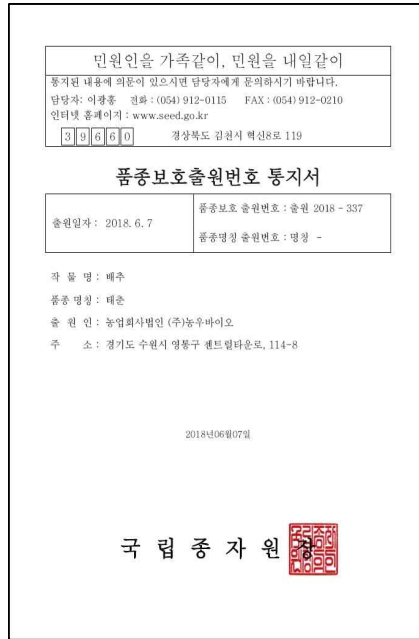 민원인을 가족같이, 민원을 내일같이
통지된 내용에 의문이 있으시면 담당자에게 문의하시기 바랍니다.
담당자: 이광홍 전화 : (054) 912-0115 FAX : (054) 912-0210
인터넷 홈페이지 : www.seed.go.kr
3 9 6 6 0 경상북도 김천시 혁신8로 119
품종보호출원번호 통지서
출원일자 : 2018. 6. 7
품종보호 출원번호 : 출원 2018 - 337
품종명칭 출원번호 : 명칭 -
작 물 명 : 배추
품종 명칭 : 태춘
출 원 인 : 농업회사법인 (주)농우바이오
주 소 : 경기도 수원시 영통구 센트럴타운로, 114-8
2018년06월07일
국 립 종 자 원 장